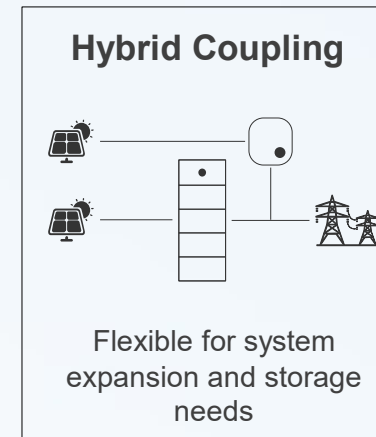 Hybrid Coupling
Flexible for system
expansion and storage
needs